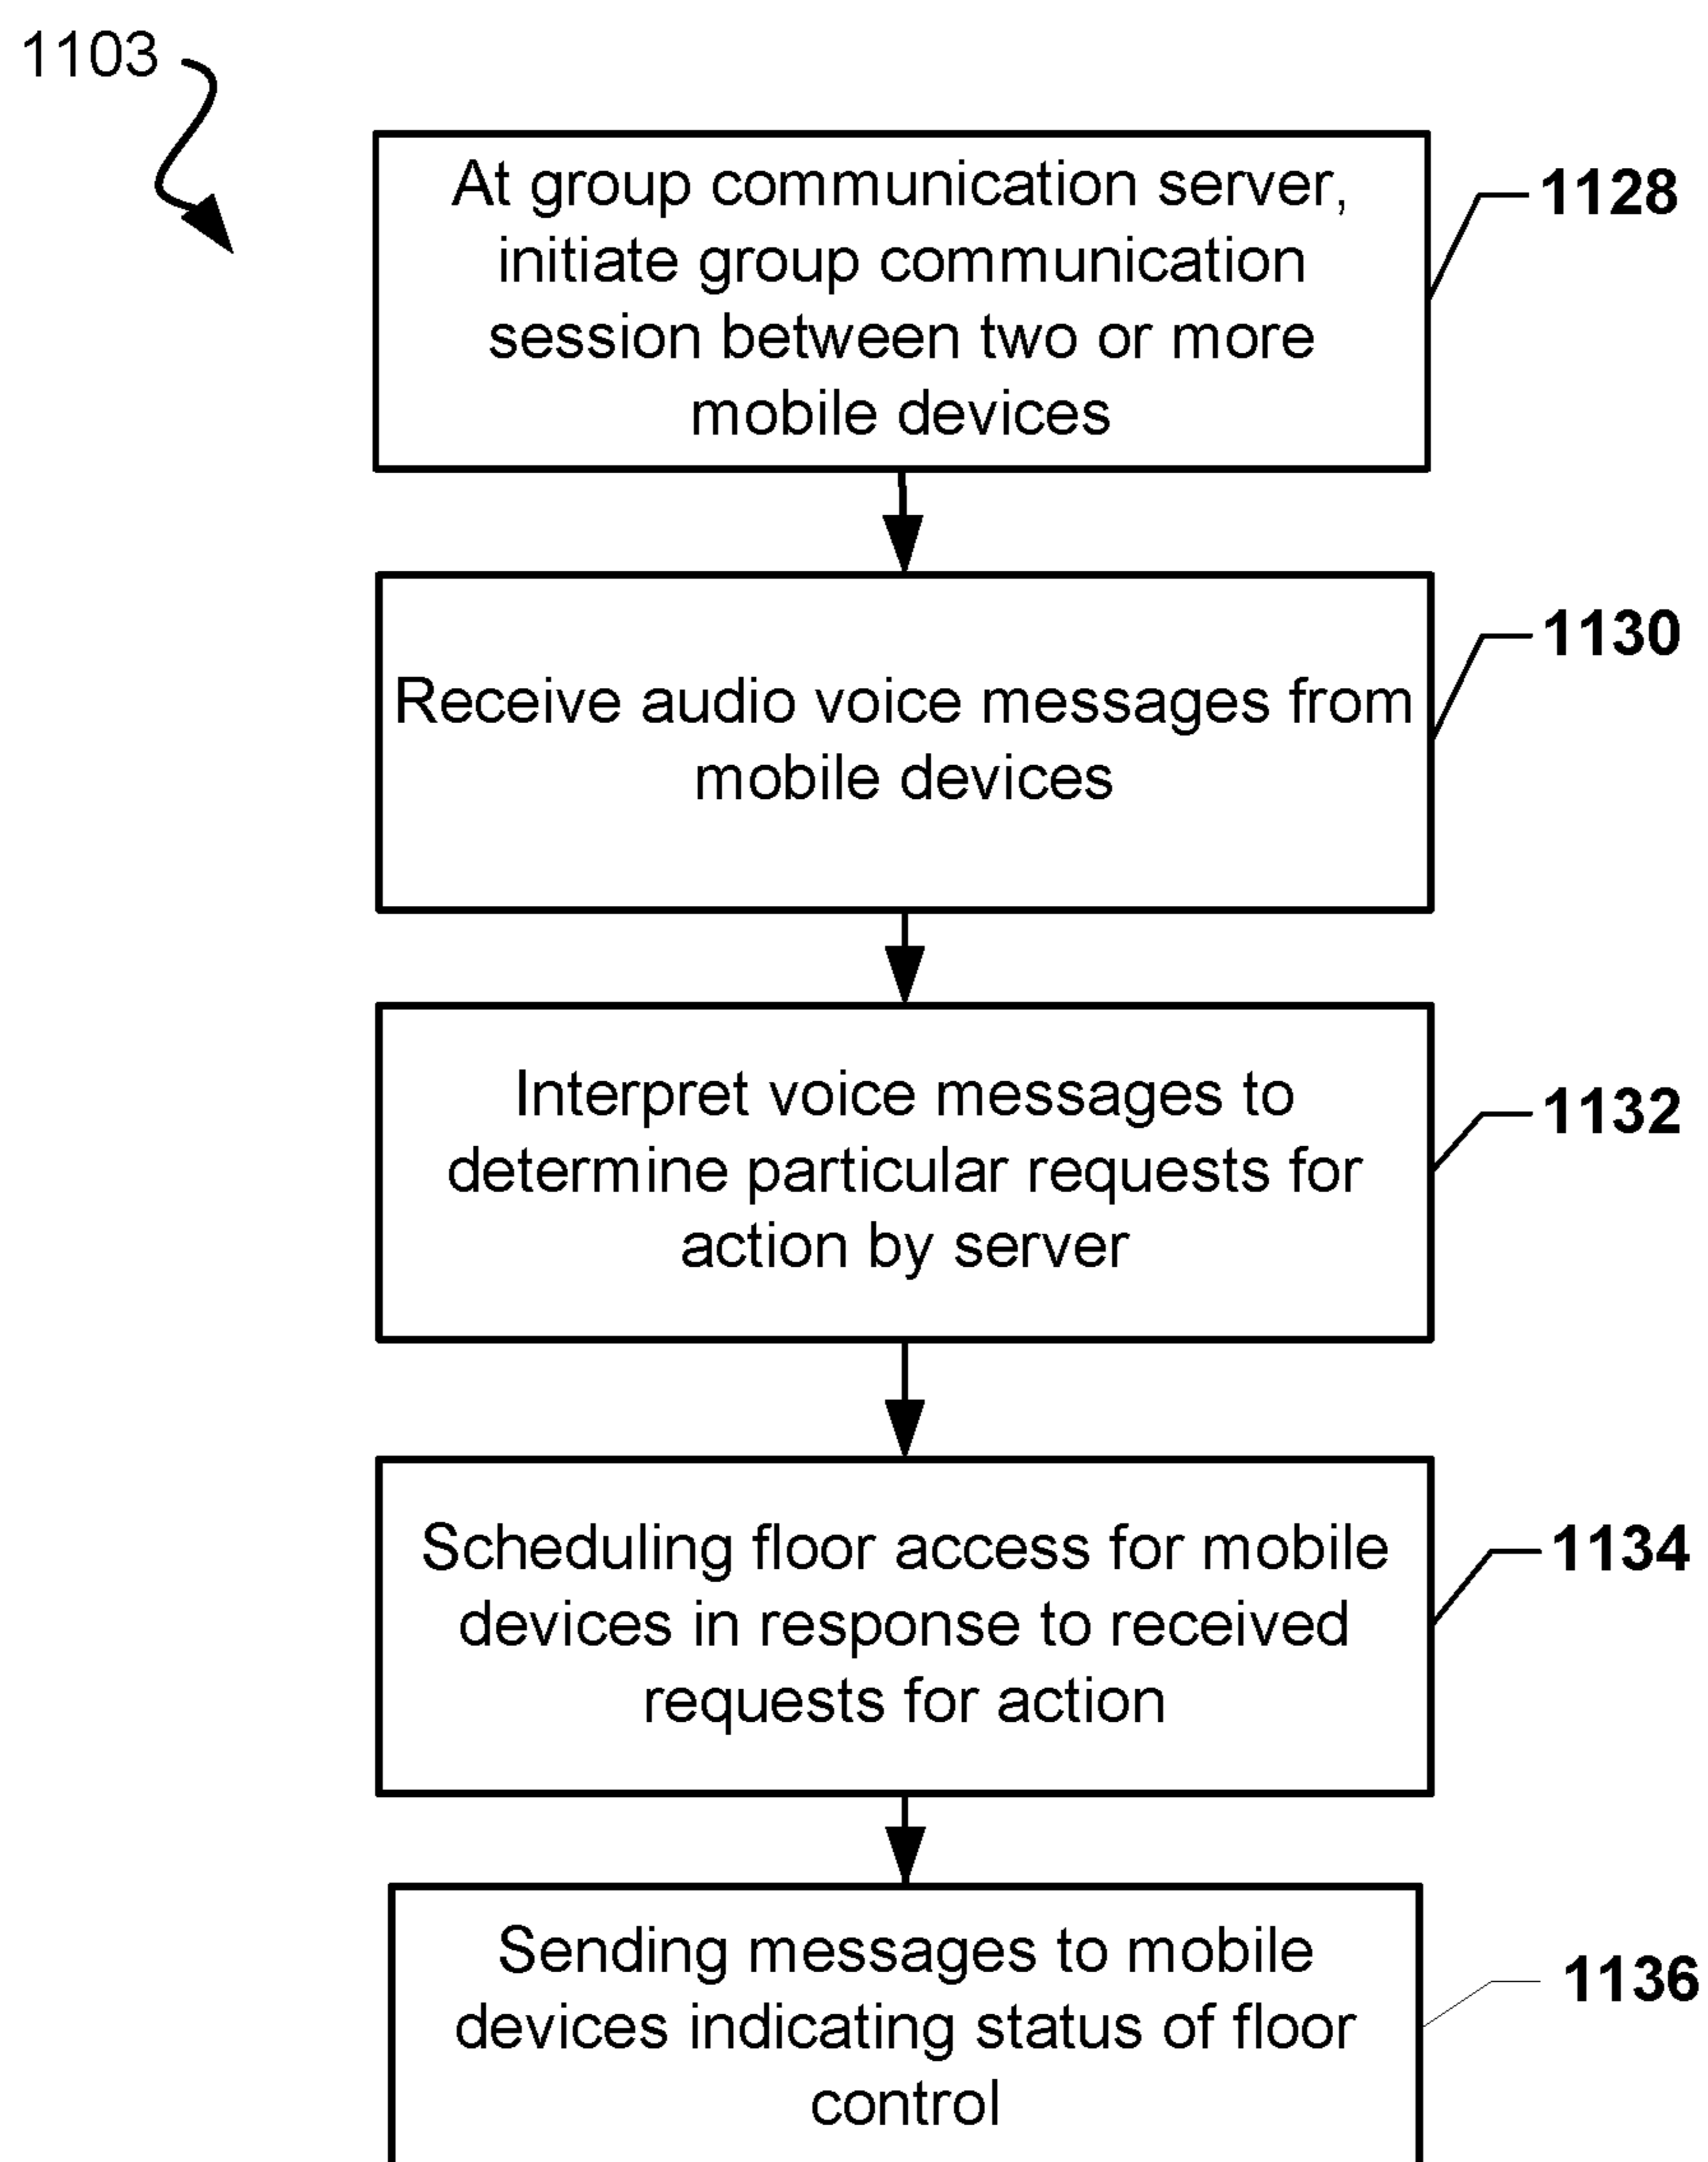 1103
At group communication server,
initiate group communication
session between two or more
mobile devices
1128
Receive audio voice messages from
mobile devices
1130
Interpret voice messages to
determine particular requests for
action by server
1132
Scheduling floor access for mobile
devices in response to received
requests for action
1134
Sending messages to mobile
devices indicating status of floor
control
1136